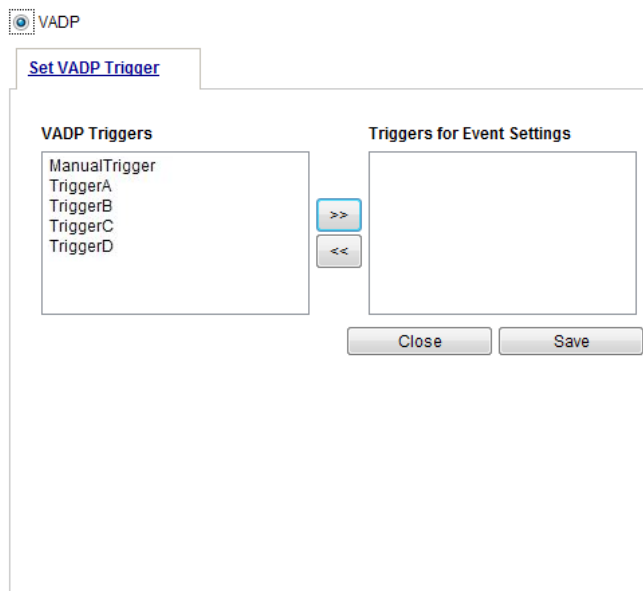 VADP
Set VADP Trigger
VADP Triggers
Triggers for Event Settings
ManualTrigger
TriggerA
TriggerB
TriggerC
TriggerD
>>
<<
Close
Save